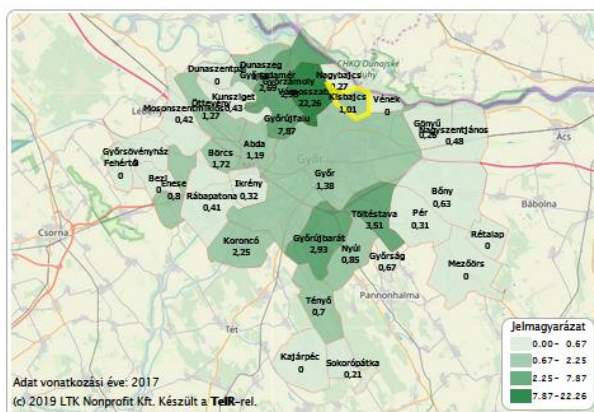 CHKO Dunajské
luhy
Dunaszeg
Dunaszentpál
0
Győrladamér
2,69
Győrzámoly
Vámosszabadi
22,26
Nagybajcs
2,27
Kisbajcs
1,01
Vének
0
Kunsziget
0,43
Öttevény
1,27
Mosonszentmiklós
0,42
Győrújfalu
7,87
Gönyű
Nagyszentjános
0,48
Ács
Győrsövényház
Fehértó
0
Börcs
1,72
Abda
1,19
Győr
Győr
1,38
Bezi
0
Enese
0,8
Ikrény
0,32
Rábapatona
0,41
Bőny
0,63
Bábolna
Töltéstava
3,51
Pér
0,31
Csorna
Koroncó
2,25
Győrújbarát
2,93
Nyúl
0,85
Győrság
0,67
Rétalap
0
Mezőörs
0
Pannonhalma
Tényő
0,7
Tét
Kajárpéc
0
Sokorópátka
0,21
Jelmagyarázat
0.00- 0.67
0.67- 2.25
2.25- 7.87
7.87-22.26
Adat vonatkozási éve: 2017
(c) 2019 LTK Nonprofit Kft. Készült a TeIR-rel.